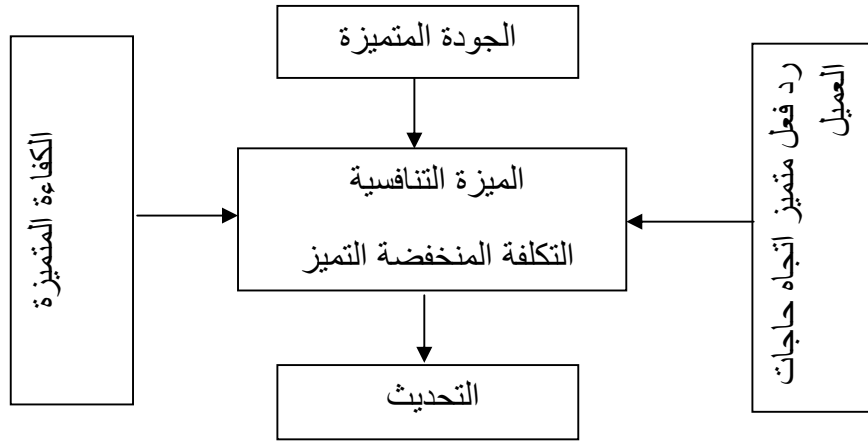 الجودة المتميزة
رد فعل متميز اتجاه حاجات
العميل
الميزة التنافسية
التكلفة المنخفضة التميز
الكفاءة المتميزة
التحديث